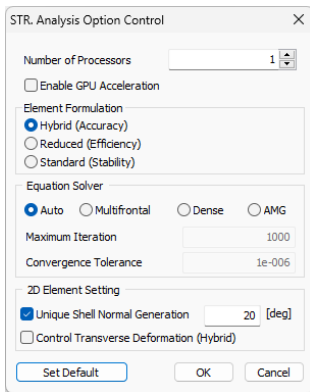 STR. Analysis Option Control
Number of Processors 1
Enable GPU Acceleration
Element Formulation
Hybrid (Accuracy)
Reduced (Efficiency)
Standard (Stability)
Equation Solver
Auto Multifrontal Dense AMG
Maximum Iteration 1000
Convergence Tolerance 1e-006
2D Element Setting
Unique Shell Normal Generation 20 [deg]
Control Transverse Deformation (Hybrid)
Set Default OK Cancel